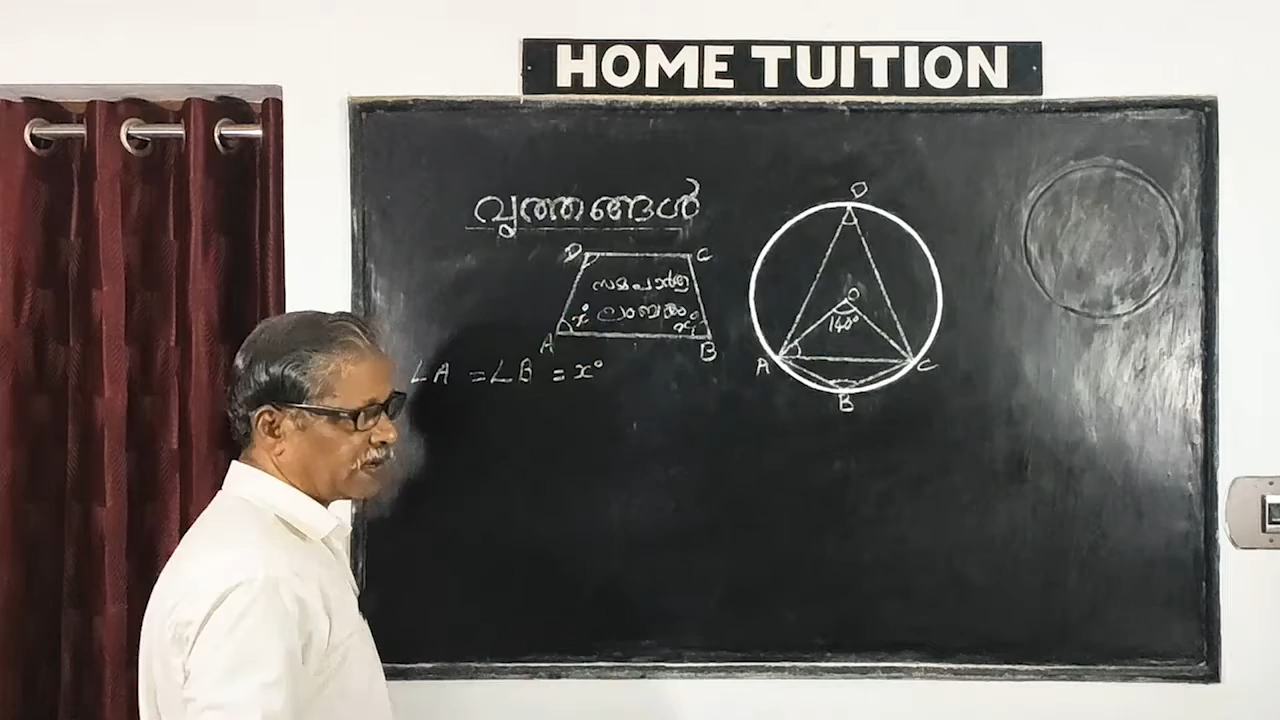 HOME TUITION
വൃത്തങ്ങൾ
D C
സമപാർശ്വ
x° ലംബകം x°
A B
∠A = ∠B = x°
D
O
140°
A C
B